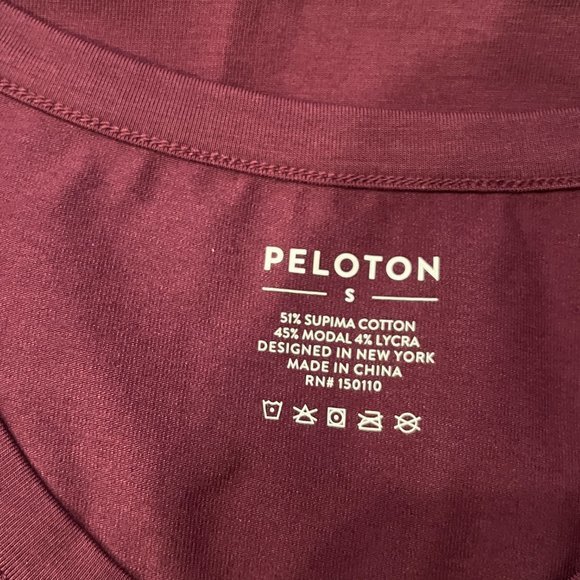 PELOTON
S
51% SUPIMA COTTON
45% MODAL 4% LYCRA
DESIGNED IN NEW YORK
MADE IN CHINA
RN# 150110